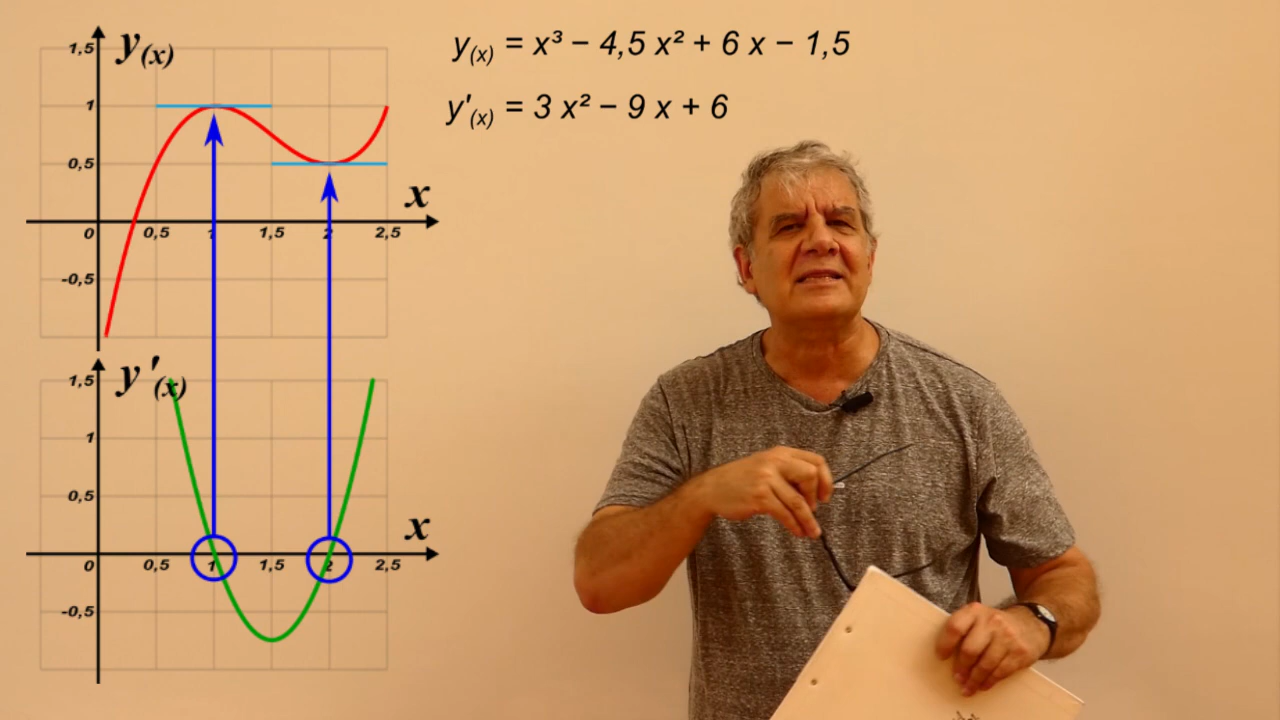 y(x) = x³ − 4,5 x² + 6 x − 1,5
y'(x) = 3 x² − 9 x + 6
y(x)
1,5
1
0,5
x
0 0,5 1 1,5 2 2,5
-0,5
y'(x)
1,5
1
0,5
x
0 0,5 1 1,5 2 2,5
-0,5